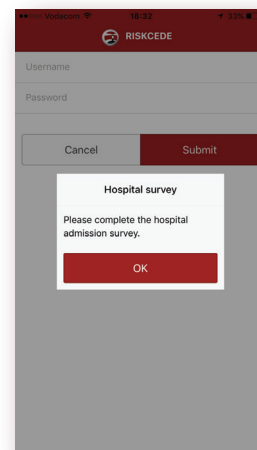 Vodacom 18:32 33%
RISKCEDE
Username
Password
Cancel Submit
Hospital survey
Please complete the hospital
admission survey.
OK